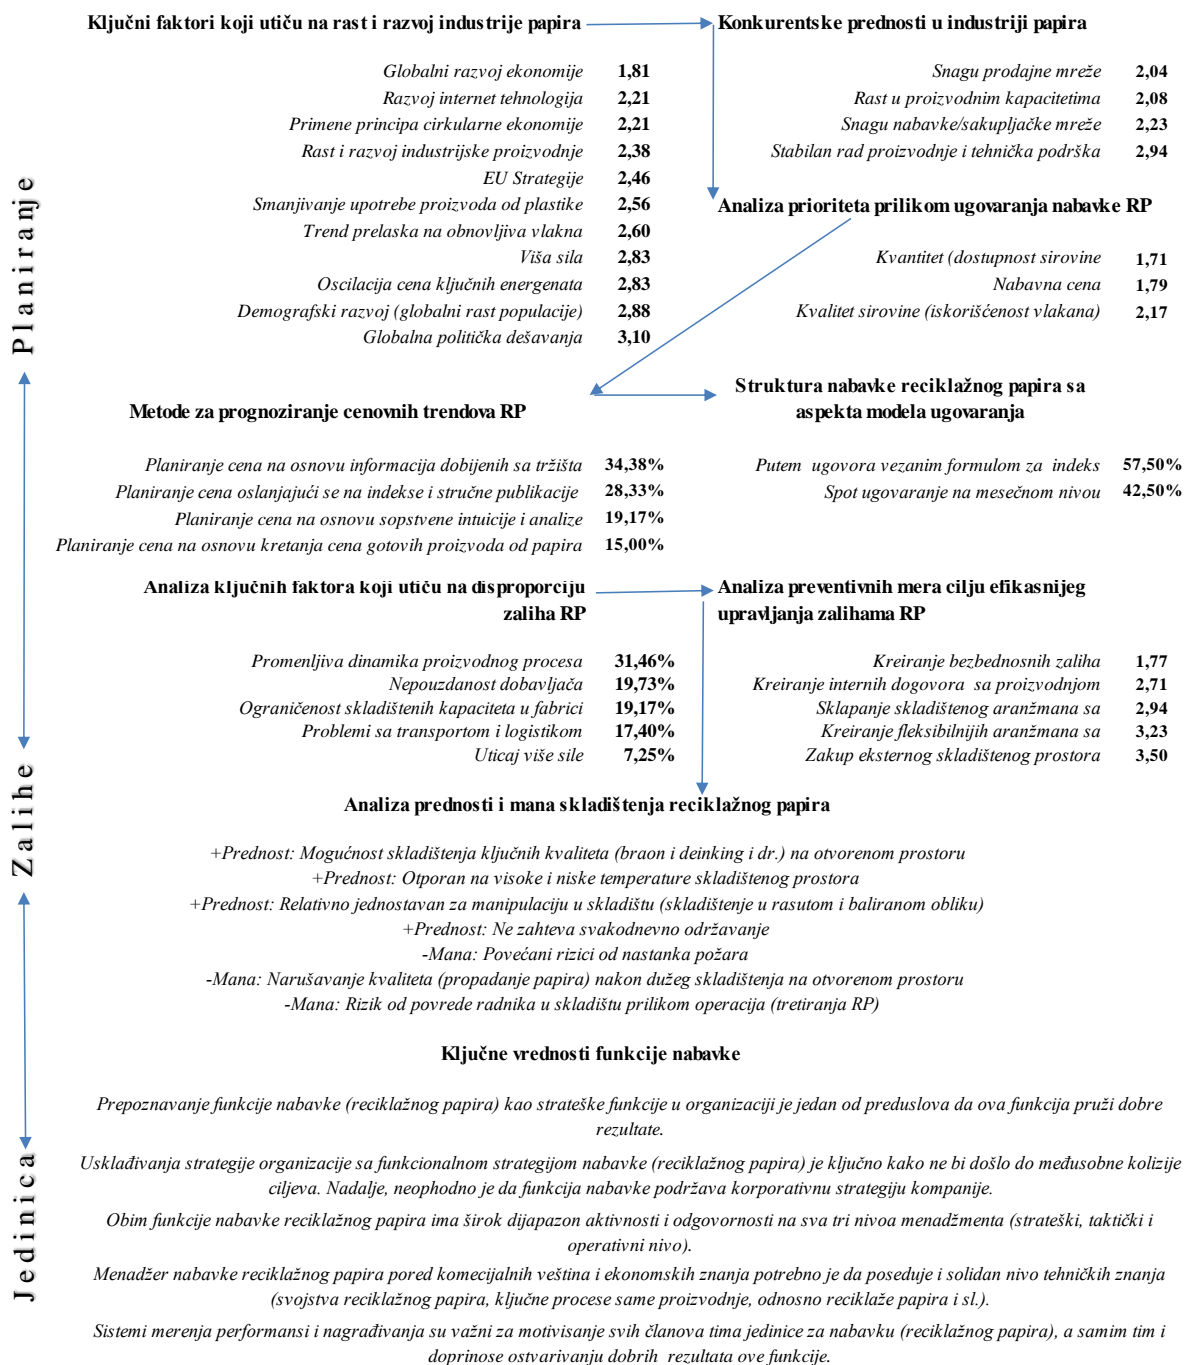 Ključni faktori koji utiču na rast i razvoj industrije papira
Globalni razvoj ekonomije 1,81
Razvoj internet tehnologija 2,21
Primene principa cirkularne ekonomije 2,21
Rast i razvoj industrijske proizvodnje 2,38
EU Strategije 2,46
Smanjivanje upotrebe proizvoda od plastike 2,56
Trend prelaska na obnovljiva vlakna 2,60
Viša sila 2,83
Oscilacija cena ključnih energenata 2,83
Demografski razvoj (globalni rast populacije) 2,88
Globalna politička dešavanja 3,10
Konkurentske prednosti u industriji papira
Snagu prodajne mreže 2,04
Rast u proizvodnim kapacitetima 2,08
Snagu nabavke/sakupljačke mreže 2,23
Stabilan rad proizvodnje i tehnička podrška 2,94
Analiza prioriteta prilikom ugovaranja nabavke RP
Kvantitet (dostupnost sirovine 1,71
Nabavna cena 1,79
Kvalitet sirovine (iskorišćenost vlakana) 2,17
Planiranje
Metode za prognoziranje cenovnih trendova RP
Planiranje cena na osnovu informacija dobijenih sa tržišta 34,38%
Planiranje cena oslanjajući se na indekse i stručne publikacije 28,33%
Planiranje cena na osnovu sopstvene intuicije i analize 19,17%
Planiranje cena na osnovu kretanja cena gotovih proizvoda od papira 15,00%
Struktura nabavke reciklažnog papira sa
aspekta modela ugovaranja
Putem ugovora vezanim formulom za indeks 57,50%
Spot ugovaranje na mesečnom nivou 42,50%
Analiza ključnih faktora koji utiču na disproporciju
zaliha RP
Promenljiva dinamika proizvodnog procesa 31,46%
Nepouzdanost dobavljača 19,73%
Ograničenost skladištenih kapaciteta u fabrici 19,17%
Problemi sa transportom i logistikom 17,40%
Uticaj više sile 7,25%
Analiza preventivnih mera cilju efikasnijeg
upravljanja zalihama RP
Kreiranje bezbednosnih zaliha 1,77
Kreiranje internih dogovora sa proizvodnjom 2,71
Sklapanje skladištenog aranžmana sa 2,94
Kreiranje fleksibilnijih aranžmana sa 3,23
Zakup eksternog skladištenog prostora 3,50
Zalihe
Analiza prednosti i mana skladištenja reciklažnog papira
+Prednost: Mogućnost skladištenja ključnih kvaliteta (braon i deinking i dr.) na otvorenom prostoru
+Prednost: Otporan na visoke i niske temperature skladištenog prostora
+Prednost: Relativno jednostavan za manipulaciju u skladištu (skladištenje u rasutom i baliranom obliku)
+Prednost: Ne zahteva svakodnevno održavanje
-Mana: Povećani rizici od nastanka požara
-Mana: Narušavanje kvaliteta (propadanje papira) nakon dužeg skladištenja na otvorenom prostoru
-Mana: Rizik od povrede radnika u skladištu prilikom operacija (tretiranja RP)
Jedinica
Ključne vrednosti funkcije nabavke
Prepoznavanje funkcije nabavke (reciklažnog papira) kao strateške funkcije u organizaciji je jedan od preduslova da ova funkcija pruži dobre
rezultate.
Usklađivanja strategije organizacije sa funkcionalnom strategijom nabavke (reciklažnog papira) je ključno kako ne bi došlo do međusobne kolizije
ciljeva. Nadalje, neophodno je da funkcija nabavke podržava korporativnu strategiju kompanije.
Obim funkcije nabavke reciklažnog papira ima širok dijapazon aktivnosti i odgovornosti na sva tri nivoa menadžmenta (strateški, taktički i
operativni nivo).
Menadžer nabavke reciklažnog papira pored komecijalnih veština i ekonomskih znanja potrebno je da poseduje i solidan nivo tehničkih znanja
(svojstva reciklažnog papira, ključne procese same proizvodnje, odnosno reciklaže papira i sl.).
Sistemi merenja performansi i nagrađivanja su važni za motivisanje svih članova tima jedinice za nabavku (reciklažnog papira), a samim tim i
doprinose ostvarivanju dobrih rezultata ove funkcije.